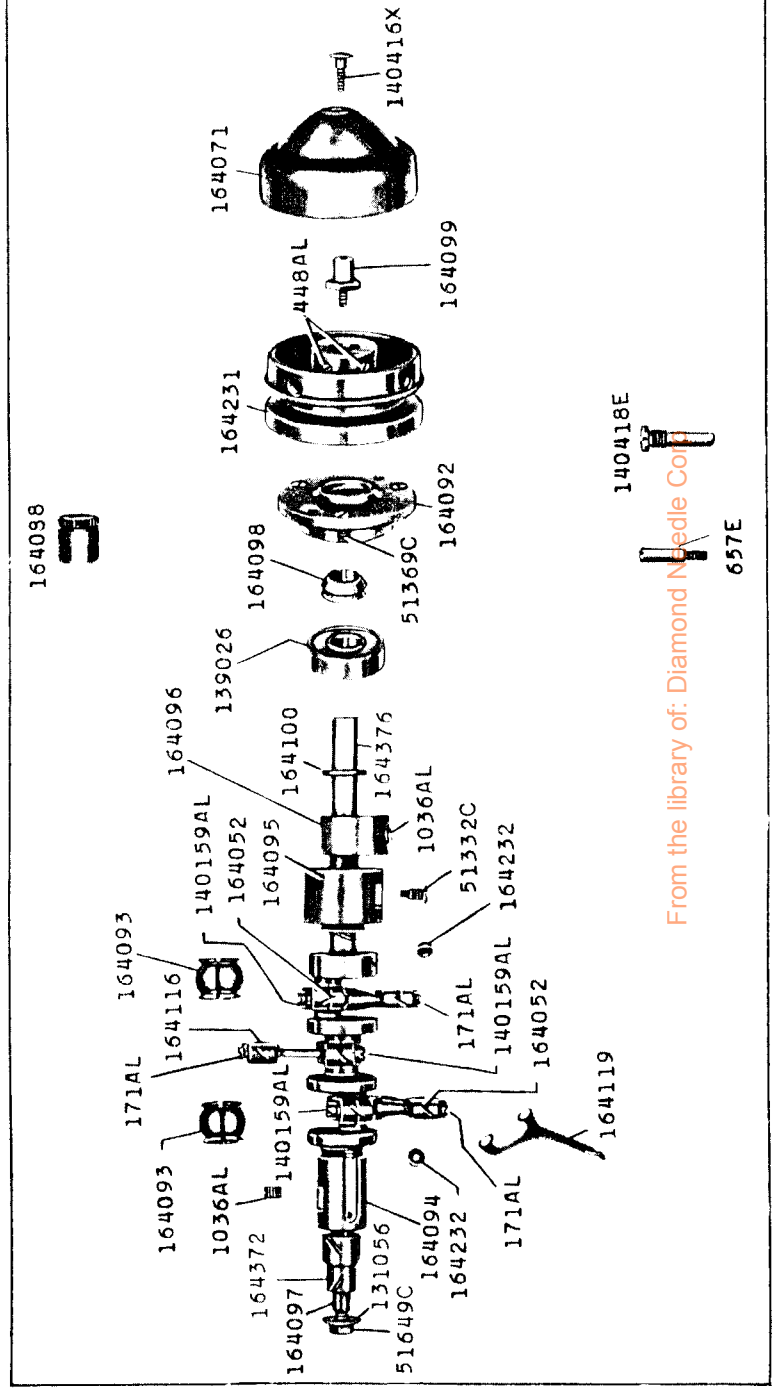 140416X
164071
448AL
164099
164231
140418E
164092
657E
164038
164098
51369C
139026
164096
164100
164376
1036AL
140159AL
164052
164095
51332C
164232
164093
164116
171AL
171AL
140159AL
164052
164093
1036AL
140159AL
164119
171AL
164372
164097
164094
164232
131056
51649C
From the library of: Diamond Needle Corp